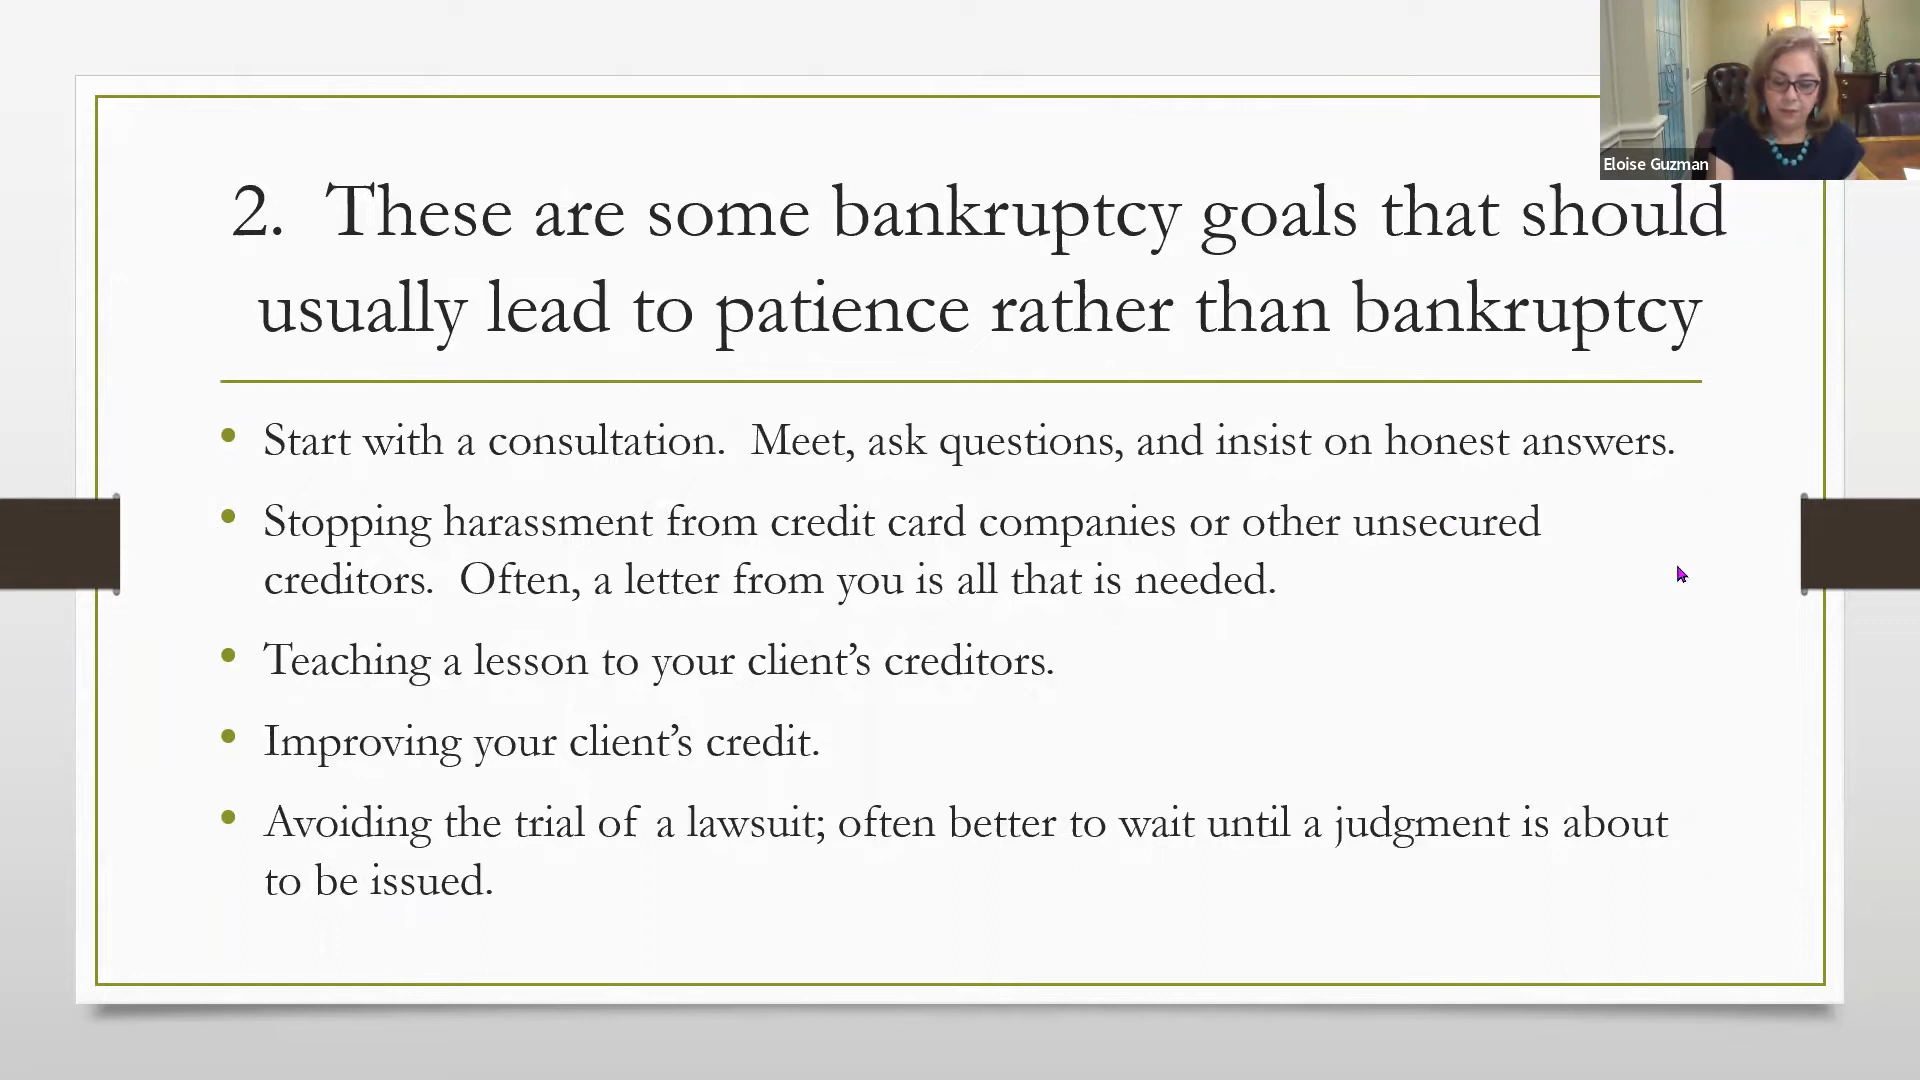 Eloise Guzman
2. These are some bankruptcy goals that should
usually lead to patience rather than bankruptcy
• Start with a consultation. Meet, ask questions, and insist on honest answers.
• Stopping harassment from credit card companies or other unsecured
creditors. Often, a letter from you is all that is needed.
• Teaching a lesson to your client’s creditors.
• Improving your client’s credit.
• Avoiding the trial of a lawsuit; often better to wait until a judgment is about
to be issued.